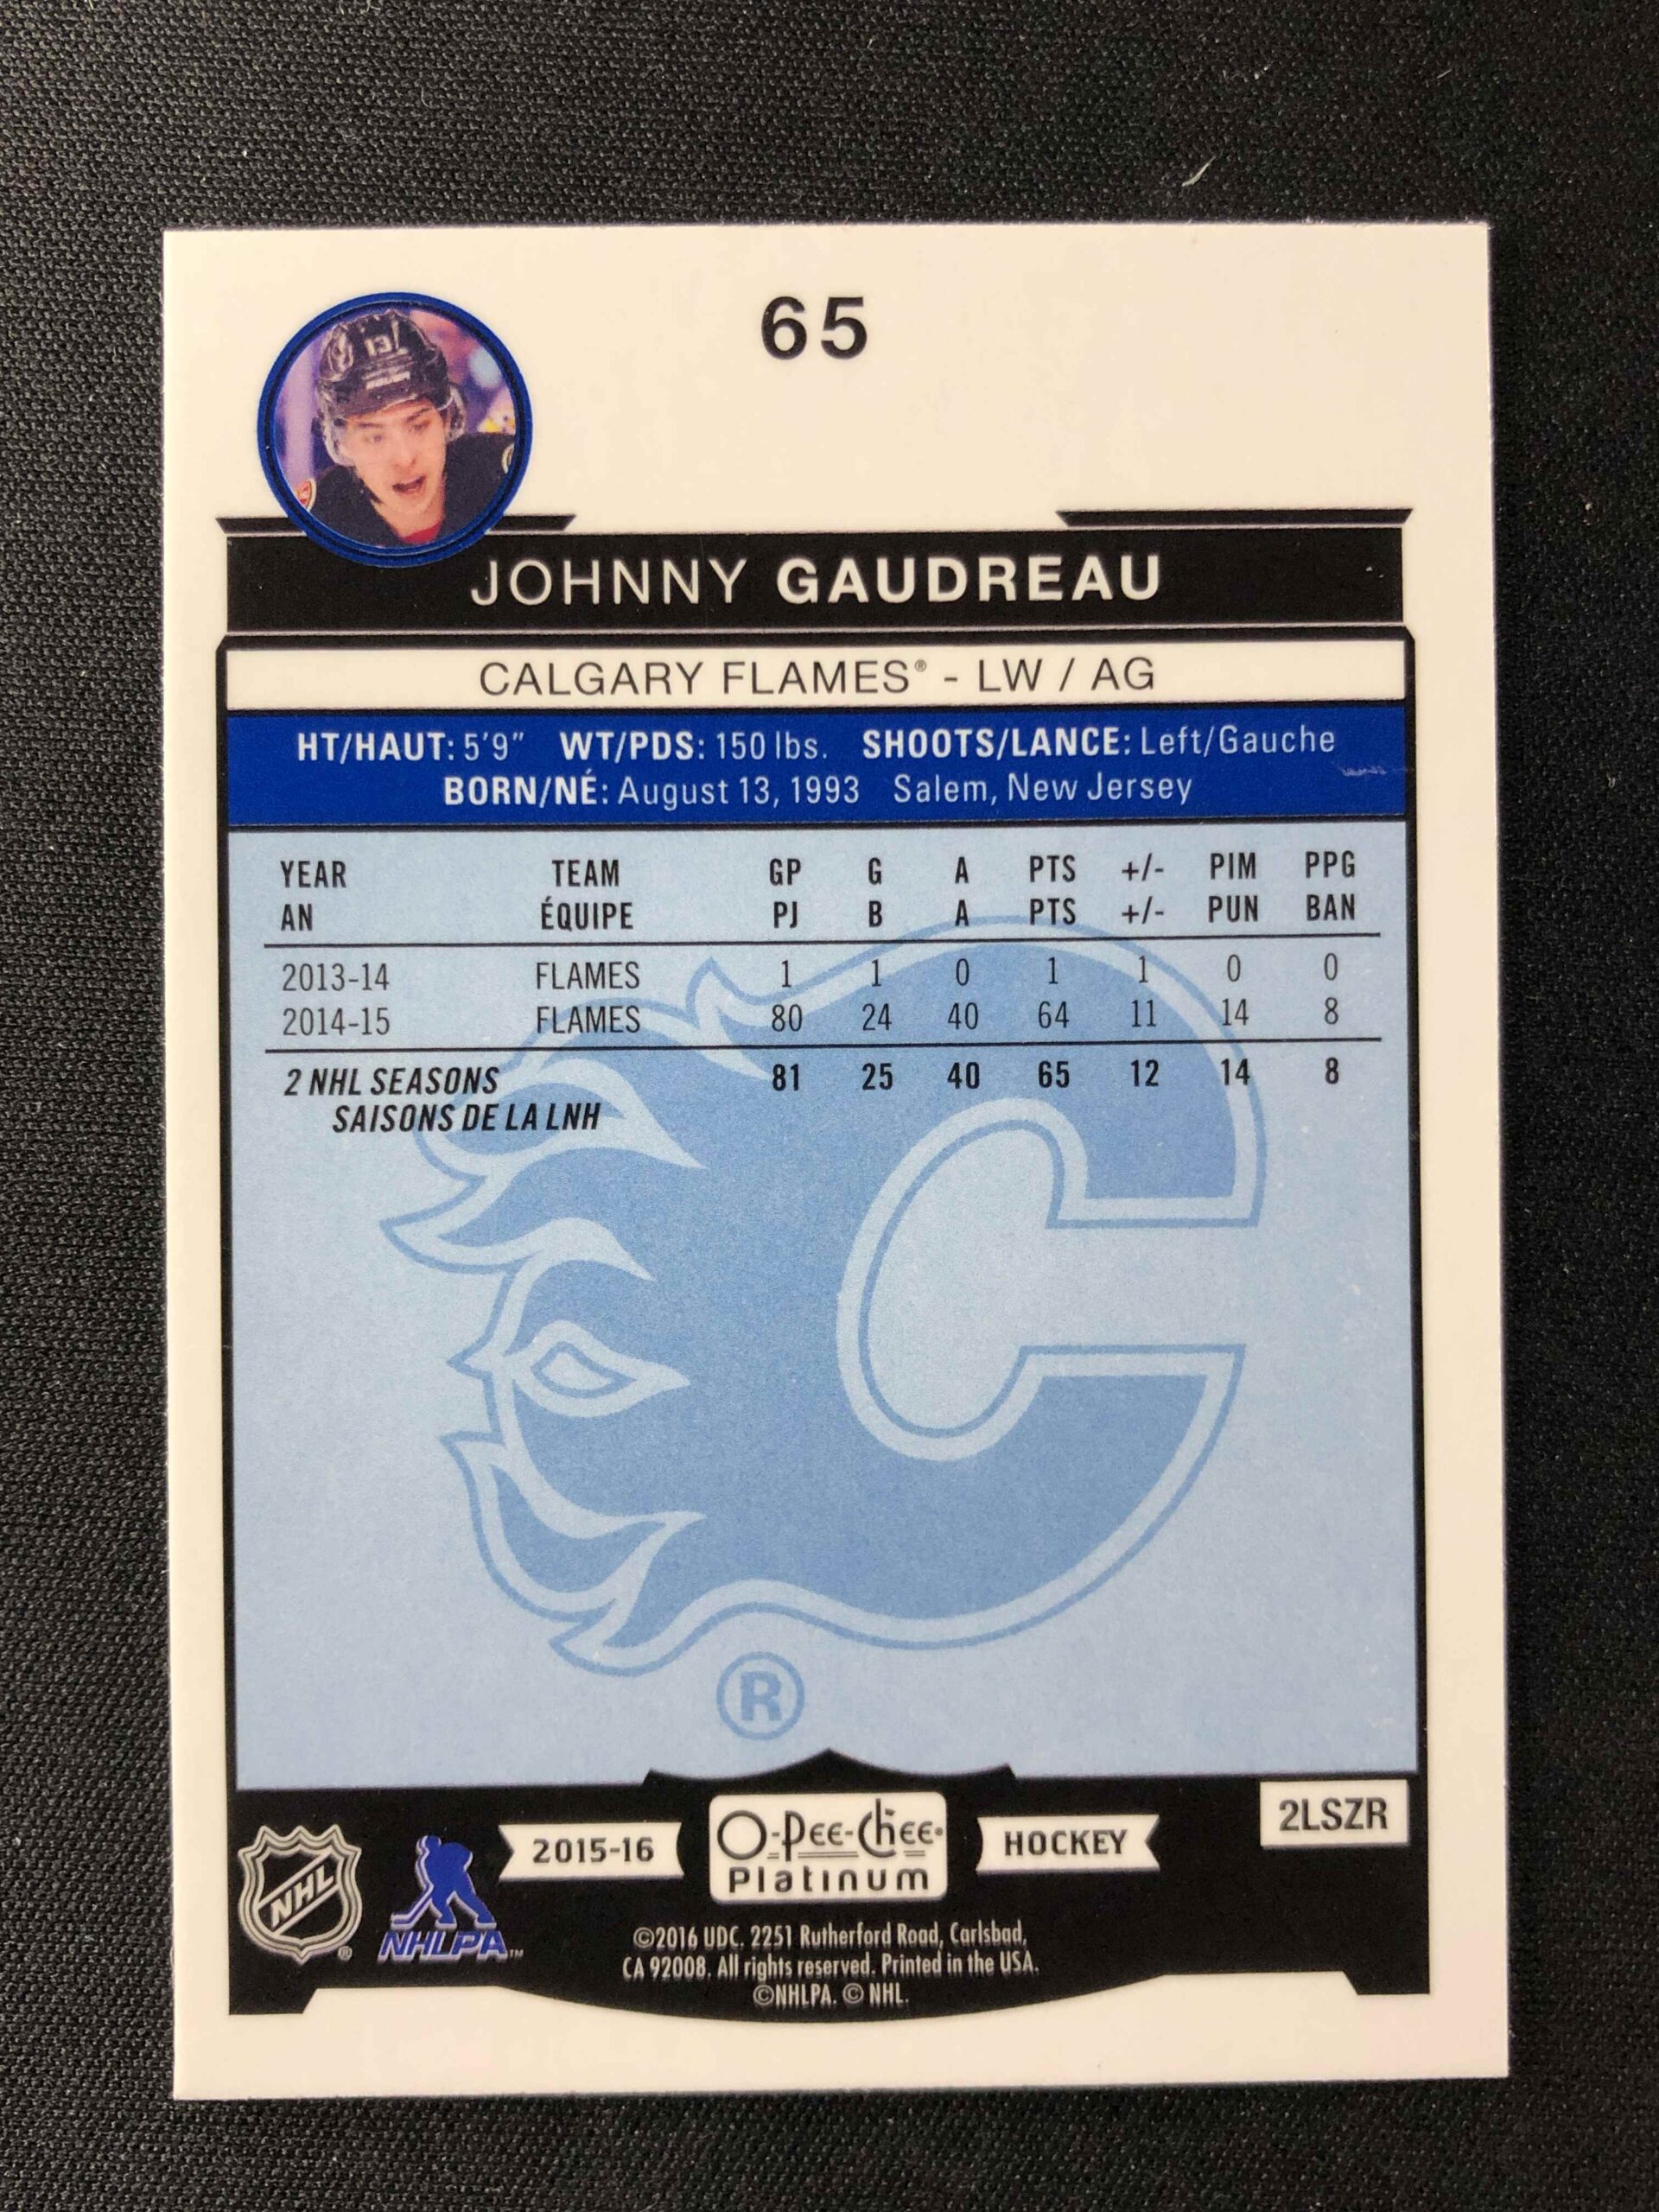 65
13
JOHNNY GAUDREAU
CALGARY FLAMES® - LW / AG
HT/HAUT: 5'9" WT/PDS: 150 lbs. SHOOTS/LANCE: Left/Gauche
BORN/NÉ: August 13, 1993 Salem, New Jersey
YEAR TEAM GP G A PTS +/- PIM PPG
AN ÉQUIPE PJ B A PTS +/- PUN BAN
2013-14 FLAMES 1 1 0 1 1 0 0
2014-15 FLAMES 80 24 40 64 11 14 8
2 NHL SEASONS 81 25 40 65 12 14 8
SAISONS DE LA LNH
®
2LSZR
2015-16 O-Pee-Chee® HOCKEY
Platinum
NHL®
NHLPA™
©2016 UDC. 2251 Rutherford Road, Carlsbad,
CA 92008. All rights reserved. Printed in the USA.
©NHLPA. © NHL.